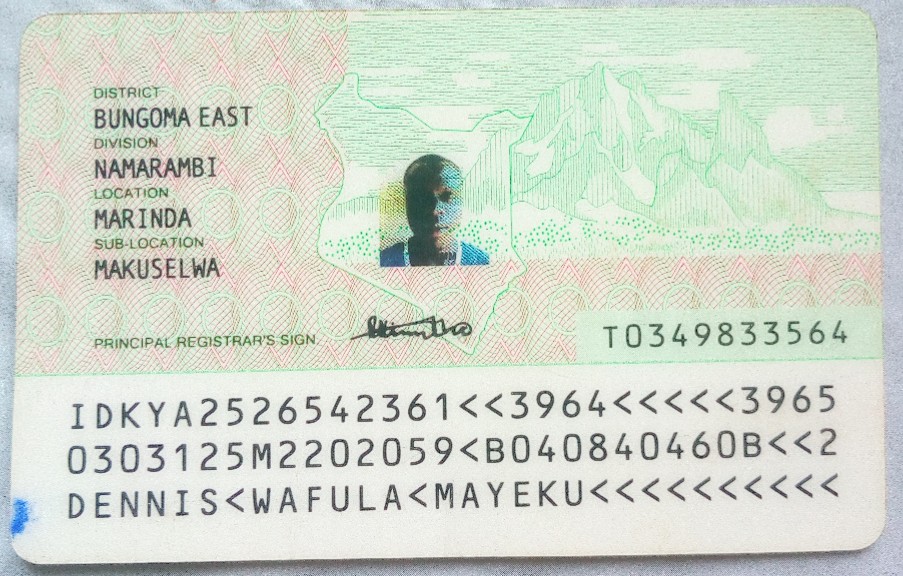 DISTRICT
BUNGOMA EAST
DIVISION
NAMARAMBI
LOCATION
MARINDA
SUB-LOCATION
MAKUSELWA
PRINCIPAL REGISTRAR'S SIGN
T0349833564
IDKYA2526542361<<3964<<<<<3965
0303125M2202059<B040840460B<<2
DENNIS<WAFULA<MAYEKU<<<<<<<<<<